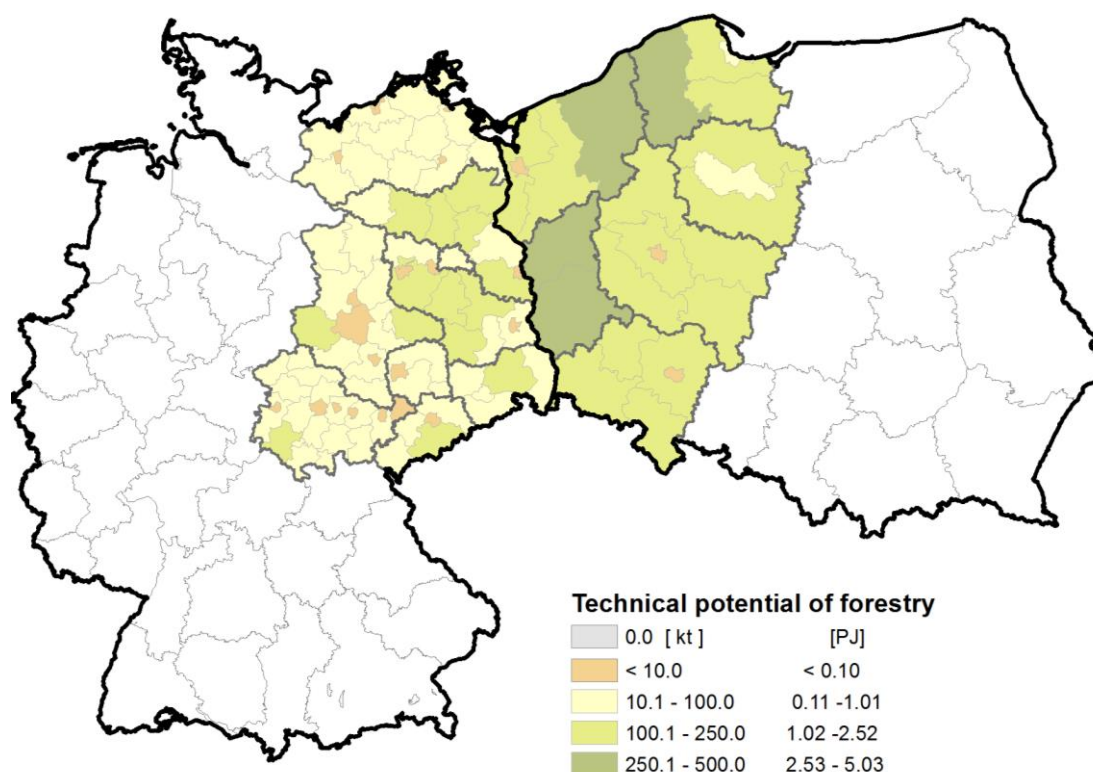 Technical potential of forestry
0.0 [ kt ] [PJ]
< 10.0 < 0.10
10.1 - 100.0 0.11 -1.01
100.1 - 250.0 1.02 -2.52
250.1 - 500.0 2.53 - 5.03